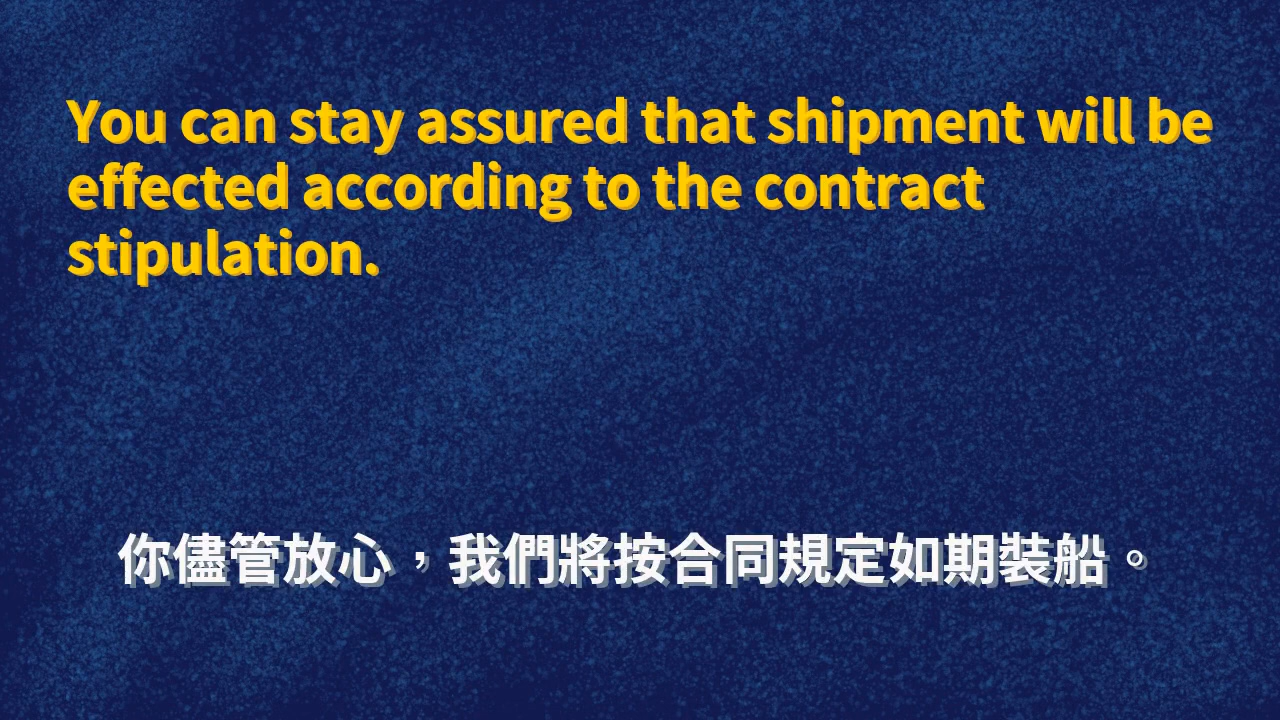 You can stay assured that shipment will be
effected according to the contract
stipulation.
你儘管放心，我們將按合同規定如期裝船。